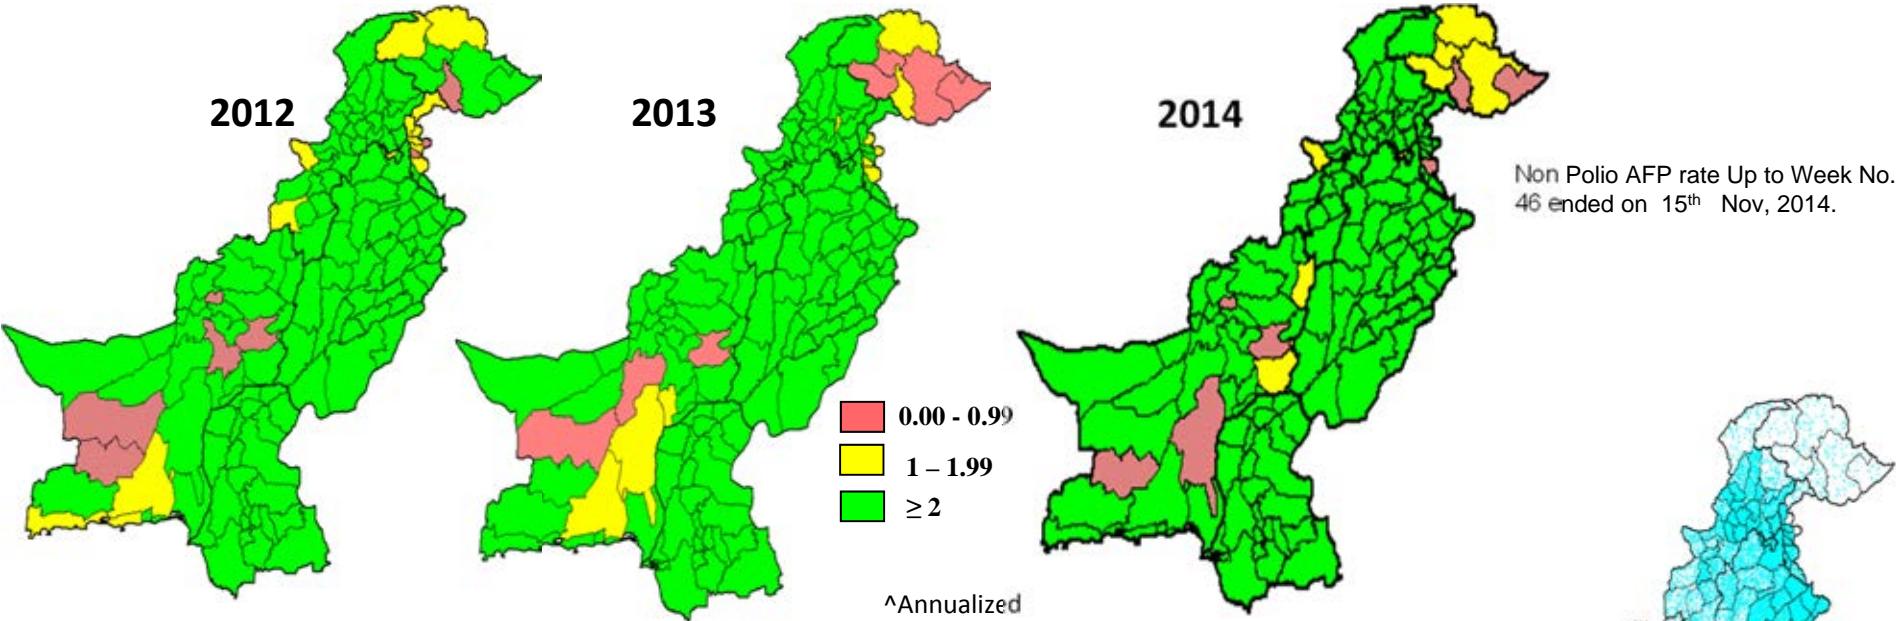 2012
2013
2014
Non Polio AFP rate Up to Week No.
46 ended on 15th Nov, 2014.
0.00 - 0.99
1 – 1.99
≥ 2
^Annualized